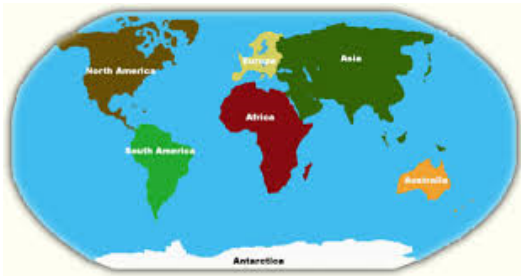 North America
Europe
Asia
Africa
South America
Australia
Antarctica